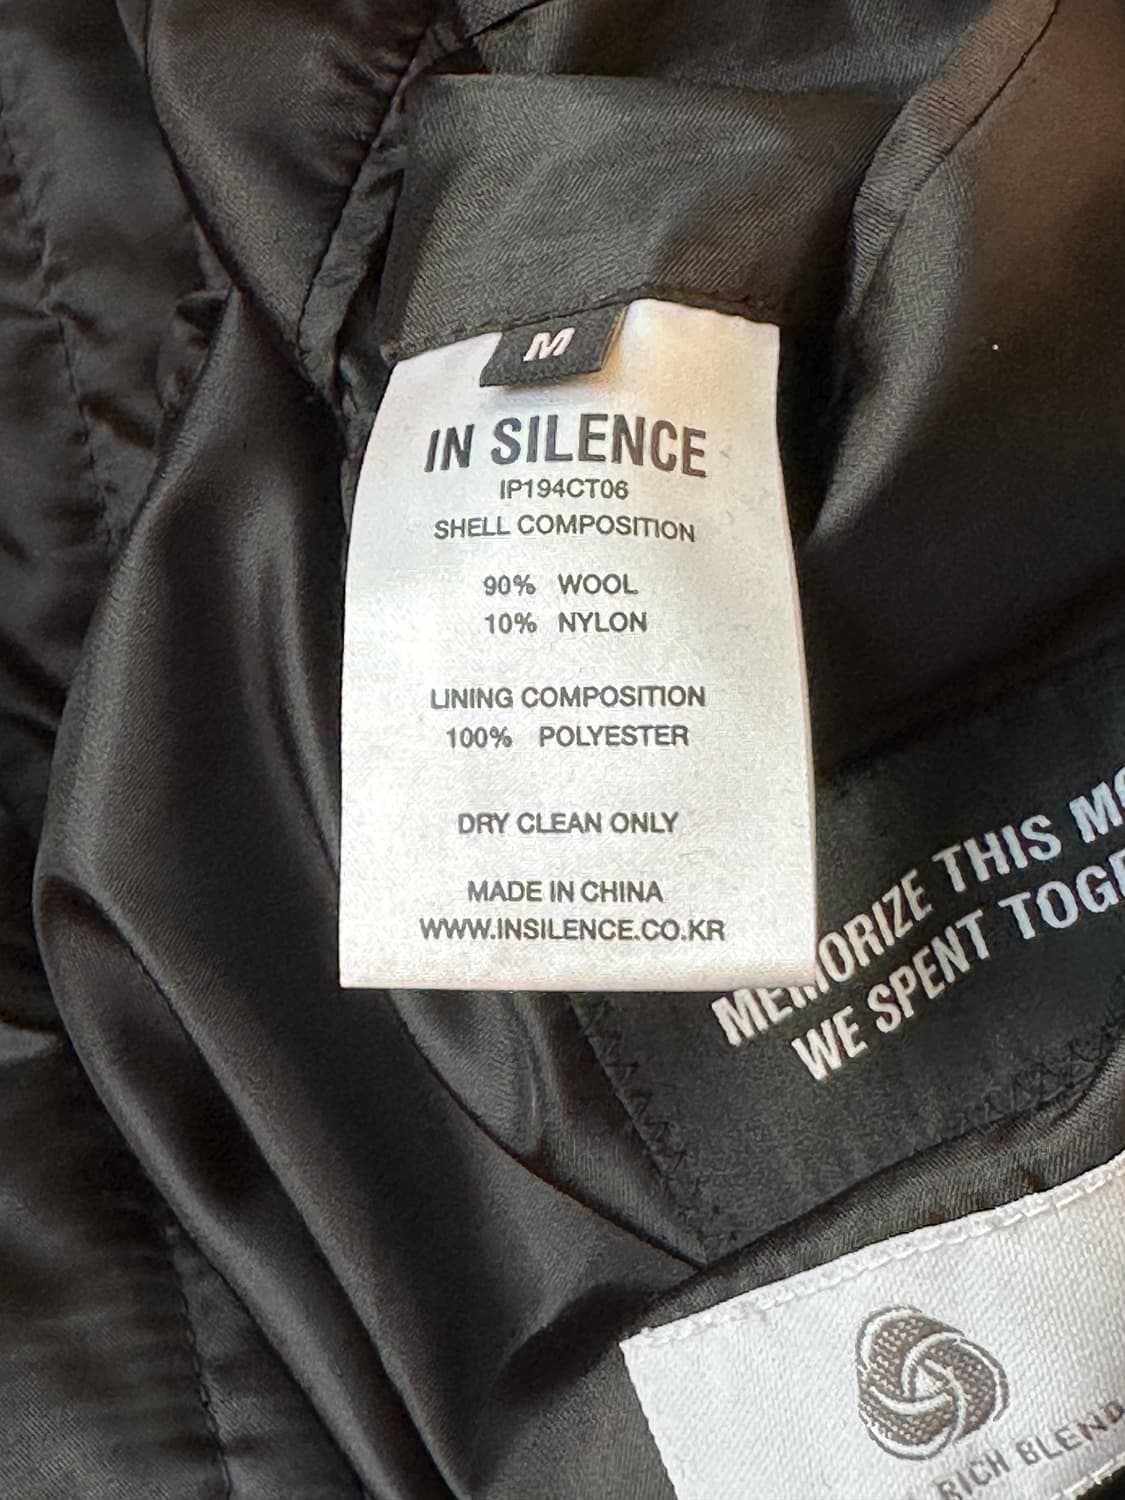 M
IN SILENCE
IP194CT06
SHELL COMPOSITION
90% WOOL
10% NYLON
LINING COMPOSITION
100% POLYESTER
DRY CLEAN ONLY
MADE IN CHINA
WWW.INSILENCE.CO.KR
MEMORIZE THIS
WE SPENT
RICH BLEND